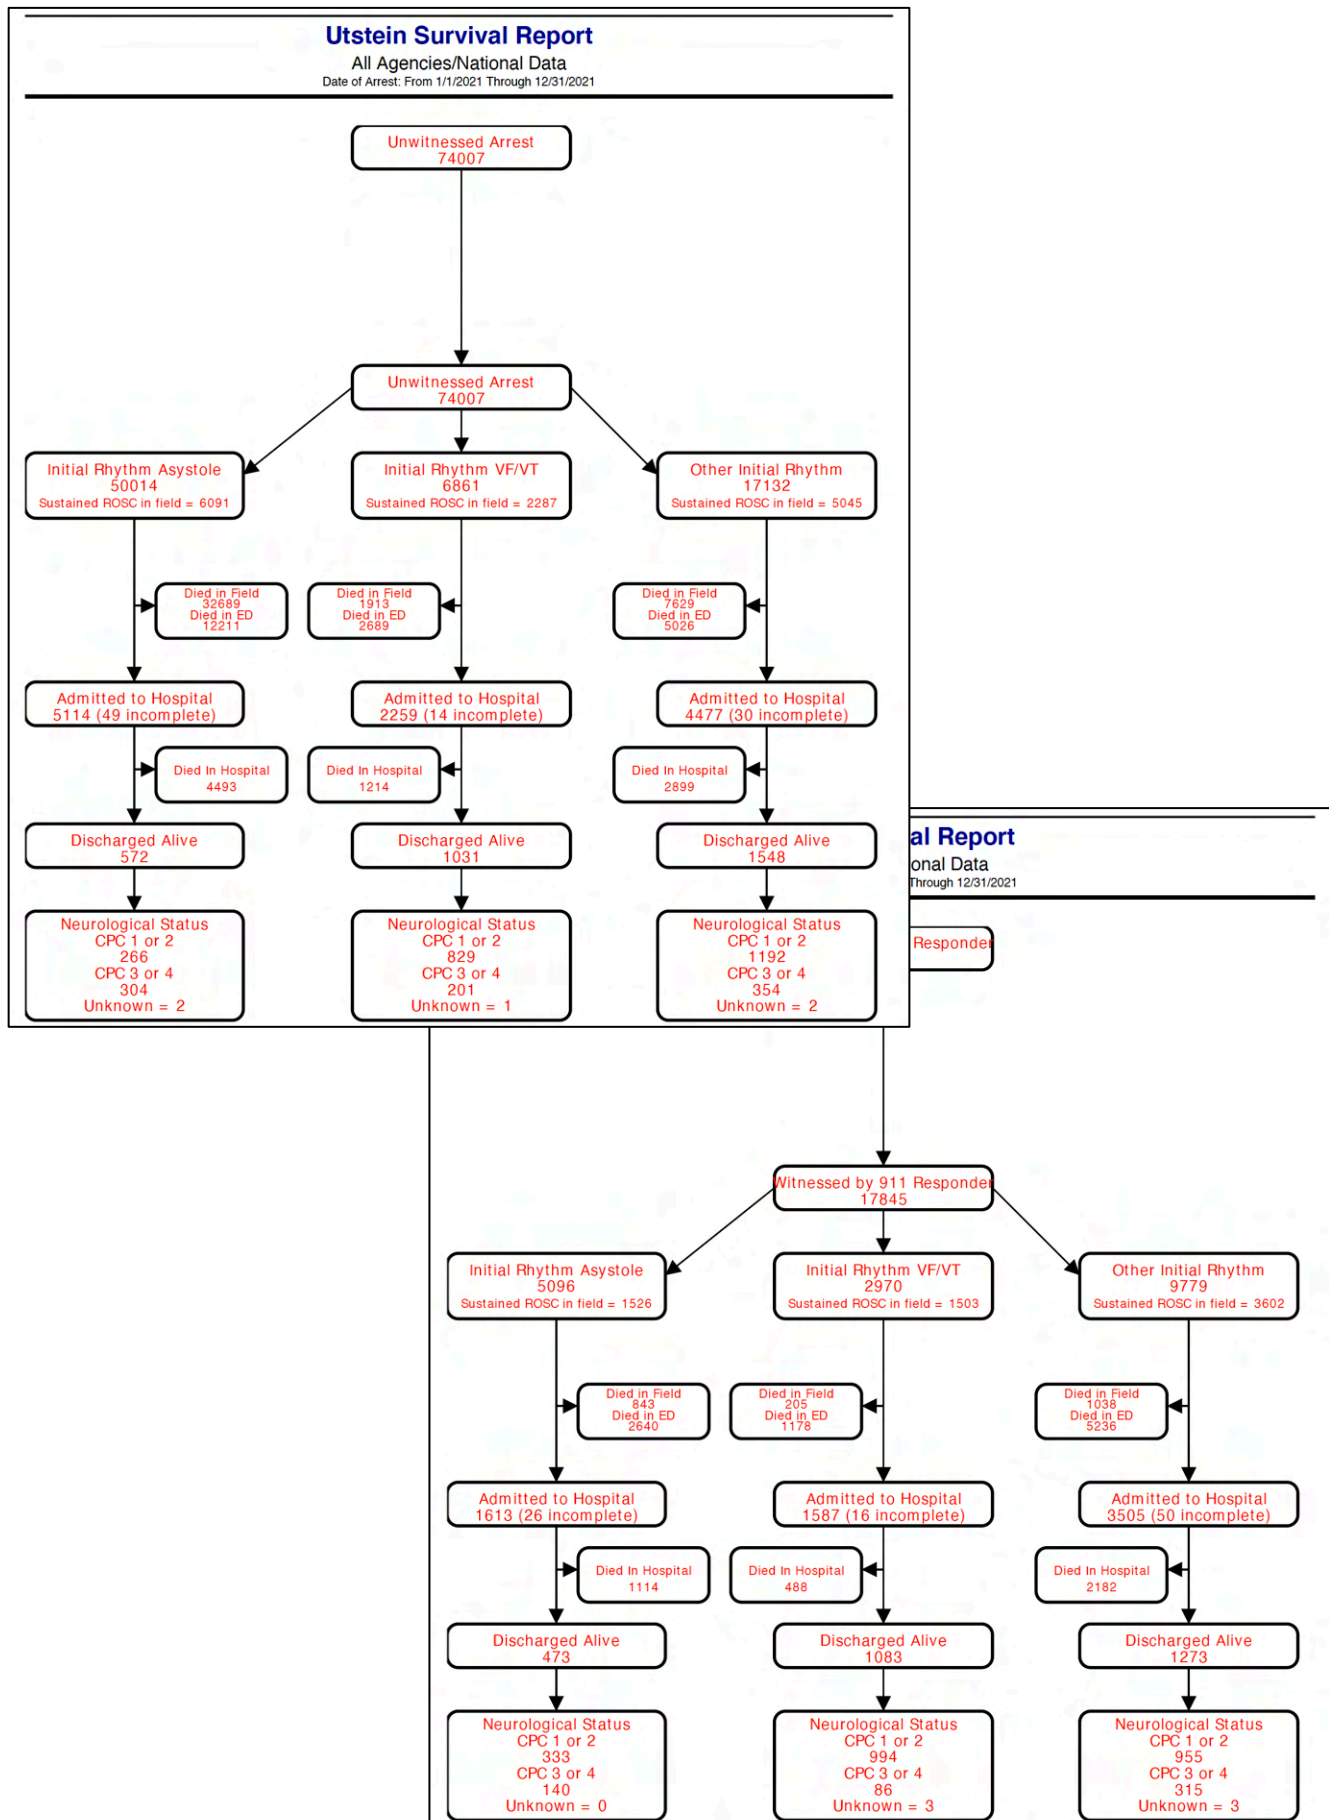 Utstein Survival Report
All Agencies/National Data
Date of Arrest: From 1/1/2021 Through 12/31/2021
Unwitnessed Arrest
74007
Unwitnessed Arrest
74007
Initial Rhythm Asystole
50014
Sustained ROSC in field = 6091
Initial Rhythm VF/VT
6861
Sustained ROSC in field = 2287
Other Initial Rhythm
17132
Sustained ROSC in field = 5045
Died in Field
32689
Died in ED
12211
Died in Field
1913
Died in ED
2689
Died in Field
7629
Died in ED
5026
Admitted to Hospital
5114 (49 incomplete)
Admitted to Hospital
2259 (14 incomplete)
Admitted to Hospital
4477 (30 incomplete)
Died In Hospital
4493
Died In Hospital
1214
Died In Hospital
2899
Discharged Alive
572
Discharged Alive
1031
Discharged Alive
1548
Neurological Status
CPC 1 or 2
266
CPC 3 or 4
304
Unknown = 2
Neurological Status
CPC 1 or 2
829
CPC 3 or 4
201
Unknown = 1
Neurological Status
CPC 1 or 2
1192
CPC 3 or 4
354
Unknown = 2
al Report
onal Data
Through 12/31/2021
Responder
Witnessed by 911 Responder
17845
Initial Rhythm Asystole
5096
Sustained ROSC in field = 1526
Initial Rhythm VF/VT
2970
Sustained ROSC in field = 1503
Other Initial Rhythm
9779
Sustained ROSC in field = 3602
Died in Field
843
Died in ED
2640
Died in Field
205
Died in ED
1178
Died in Field
1038
Died in ED
5236
Admitted to Hospital
1613 (26 incomplete)
Admitted to Hospital
1587 (16 incomplete)
Admitted to Hospital
3505 (50 incomplete)
Died In Hospital
1114
Died In Hospital
488
Died In Hospital
2182
Discharged Alive
473
Discharged Alive
1083
Discharged Alive
1273
Neurological Status
CPC 1 or 2
333
CPC 3 or 4
140
Unknown = 0
Neurological Status
CPC 1 or 2
994
CPC 3 or 4
86
Unknown = 3
Neurological Status
CPC 1 or 2
955
CPC 3 or 4
315
Unknown = 3